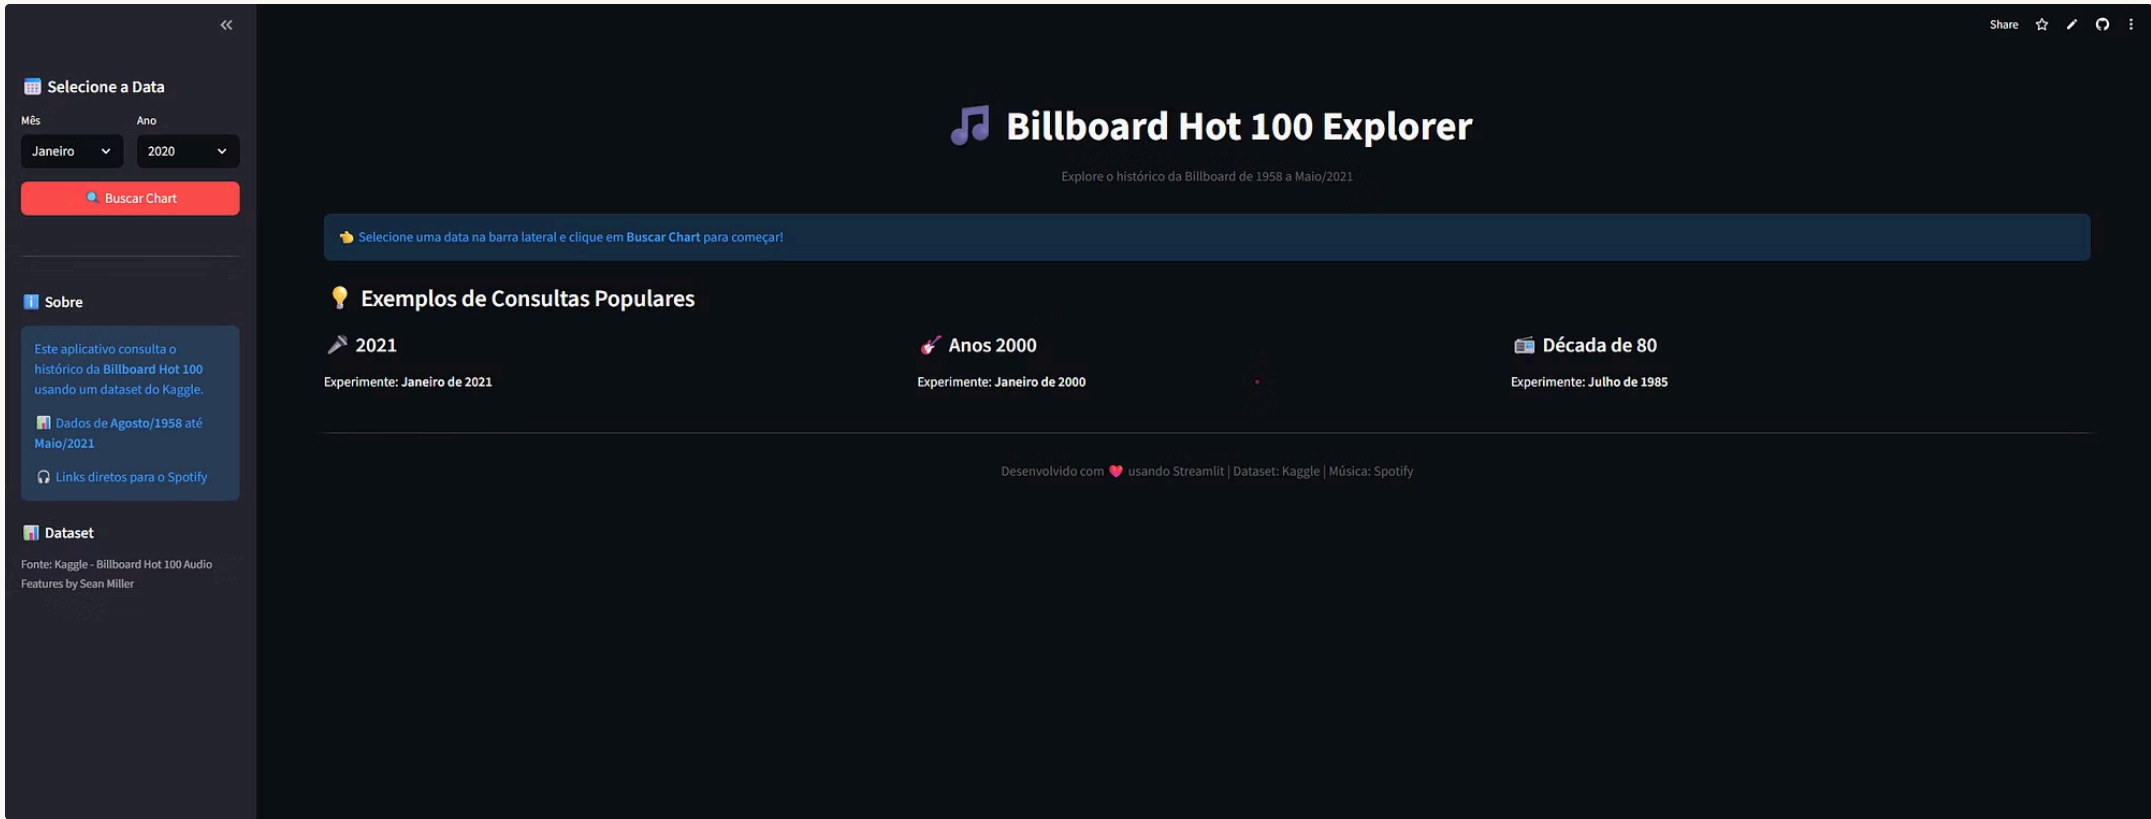 Share
Selecione a Data
Mês
Ano
Janeiro
2020
Buscar Chart
Sobre
Este aplicativo consulta o
histórico da Billboard Hot 100
usando um dataset do Kaggle.
Dados de Agosto/1958 até
Maio/2021
Links diretos para o Spotify
Dataset
Fonte: Kaggle - Billboard Hot 100 Audio
Features by Sean Miller
Billboard Hot 100 Explorer
Explore o histórico da Billboard de 1958 a Maio/2021
Selecione uma data na barra lateral e clique em Buscar Chart para começar!
Exemplos de Consultas Populares
2021
Experimente: Janeiro de 2021
Anos 2000
Experimente: Janeiro de 2000
Década de 80
Experimente: Julho de 1985
Desenvolvido com ❤️ usando Streamlit | Dataset: Kaggle | Música: Spotify